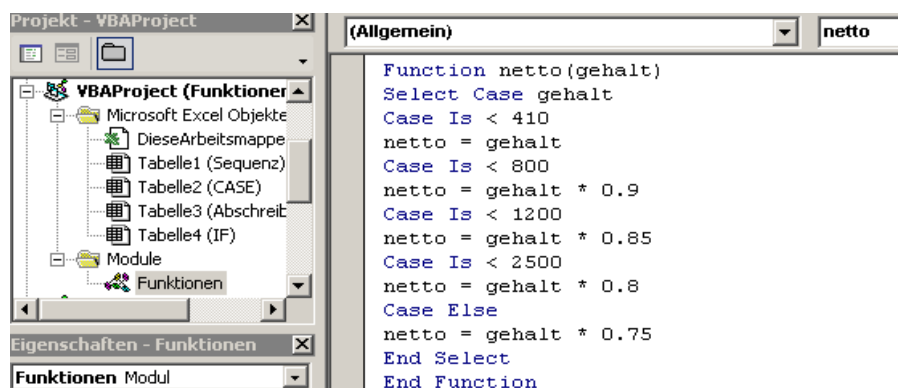 Projekt - VBAProject
VBAProject (Funktionen
Microsoft Excel Objekte
DieseArbeitsmappe
Tabelle1 (Sequenz)
Tabelle2 (CASE)
Tabelle3 (Abschreib
Tabelle4 (IF)
Module
Funktionen
Eigenschaften - Funktionen
Funktionen Modul
(Allgemein)
netto
Function netto(gehalt)
Select Case gehalt
Case Is < 410
netto = gehalt
Case Is < 800
netto = gehalt * 0.9
Case Is < 1200
netto = gehalt * 0.85
Case Is < 2500
netto = gehalt * 0.8
Case Else
netto = gehalt * 0.75
End Select
End Function